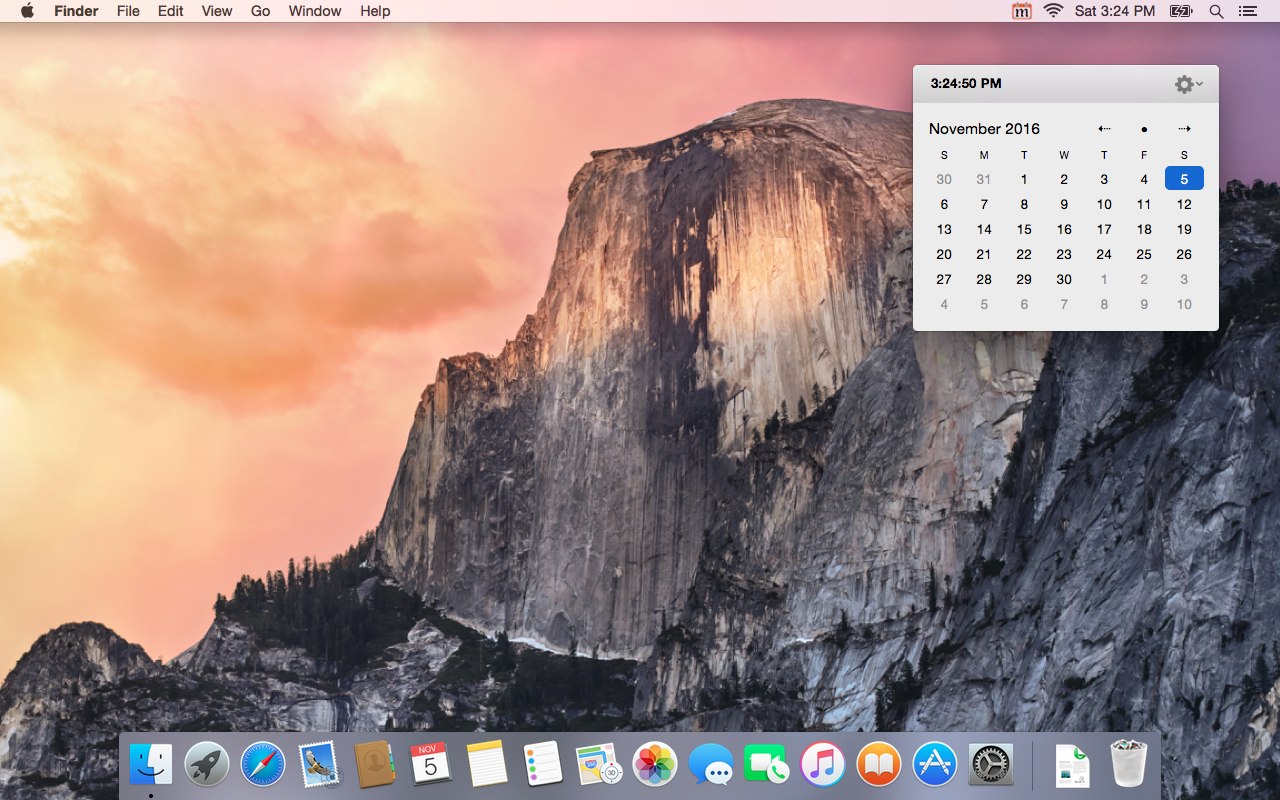 Finder File Edit View Go Window Help m Sat 3:24 PM
3:24:50 PM
November 2016
S M T W T F S
30 31 1 2 3 4 5
6 7 8 9 10 11 12
13 14 15 16 17 18 19
20 21 22 23 24 25 26
27 28 29 30 1 2 3
4 5 6 7 8 9 10
NOV
5
3D